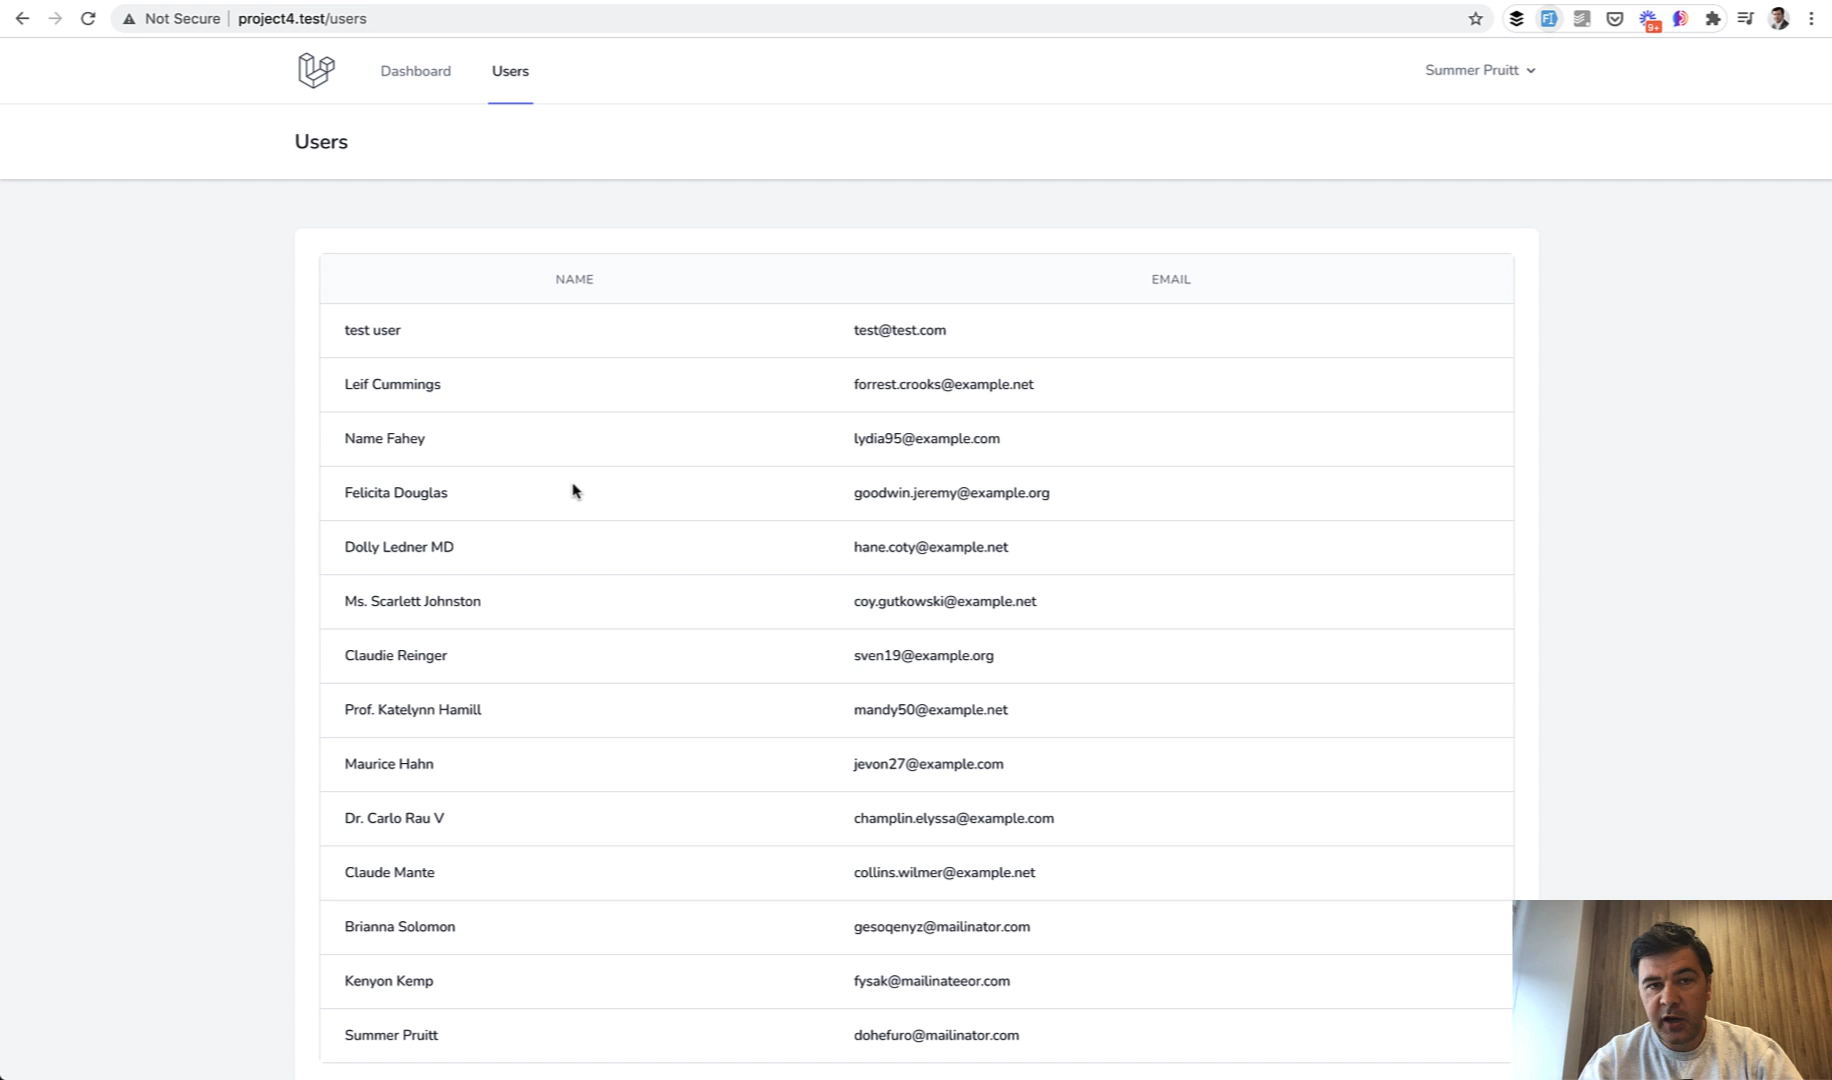 Not Secure project4.test/users
9+
Dashboard Users Summer Pruitt
Users
NAME EMAIL
test user test@test.com
Leif Cummings forrest.crooks@example.net
Name Fahey lydia95@example.com
Felicita Douglas goodwin.jeremy@example.org
Dolly Ledner MD hane.coty@example.net
Ms. Scarlett Johnston coy.gutkowski@example.net
Claudie Reinger sven19@example.org
Prof. Katelynn Hamill mandy50@example.net
Maurice Hahn jevon27@example.com
Dr. Carlo Rau V champlin.elyssa@example.com
Claude Mante collins.wilmer@example.net
Brianna Solomon gesoqenyz@mailinator.com
Kenyon Kemp fysak@mailinateeor.com
Summer Pruitt dohefuro@mailinator.com